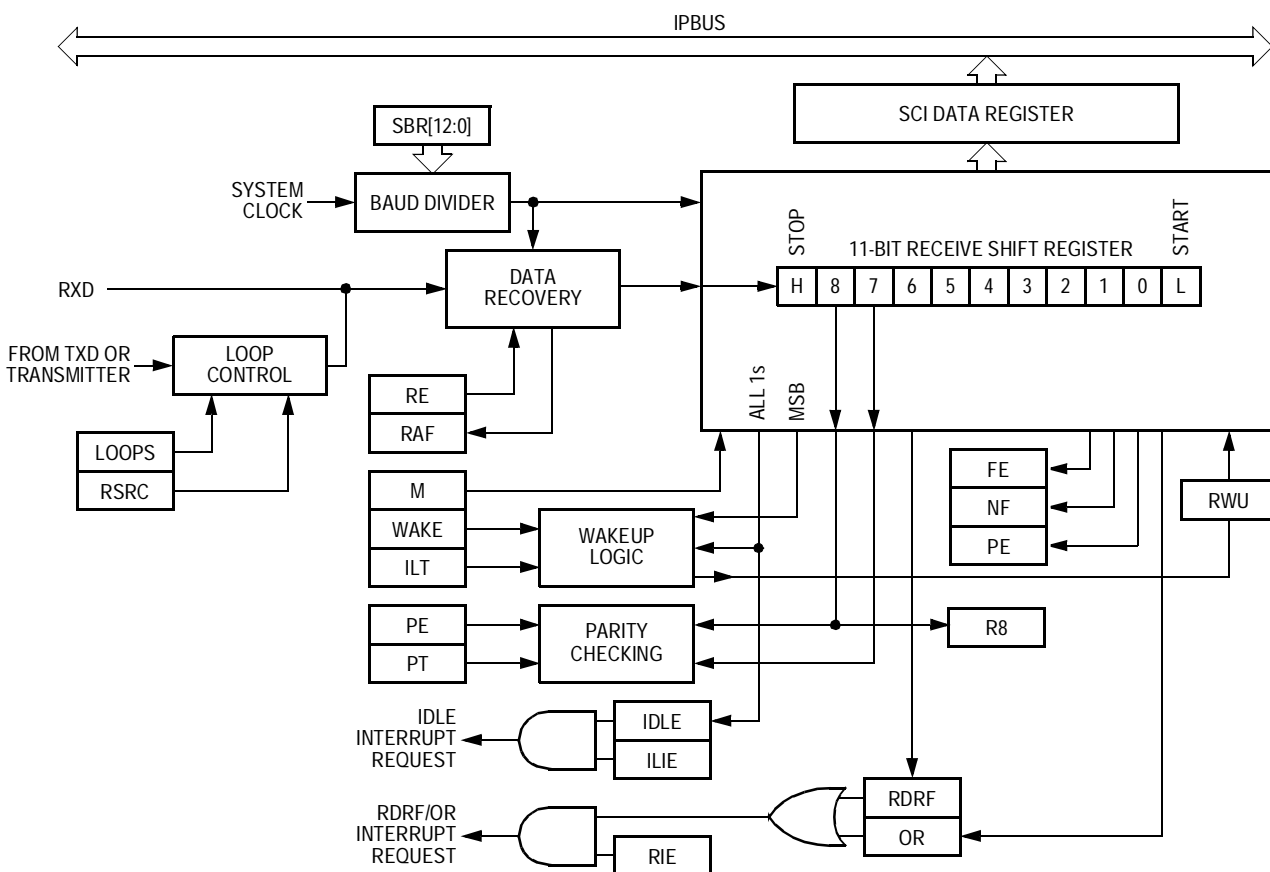 IPBUS
SCI DATA REGISTER
SBR[12:0]
SYSTEM
CLOCK
BAUD DIVIDER
STOP
11-BIT RECEIVE SHIFT REGISTER
START
H 8 7 6 5 4 3 2 1 0 L
RXD
DATA
RECOVERY
FROM TXD OR
TRANSMITTER
LOOP
CONTROL
ALL 1s
MSB
RE
RAF
LOOPS
RSRC
M
WAKE
ILT
WAKEUP
LOGIC
FE
NF
PE
RWU
PE
PT
PARITY
CHECKING
R8
IDLE
INTERRUPT
REQUEST
IDLE
ILIE
RDRF/OR
INTERRUPT
REQUEST
RIE
RDRF
OR